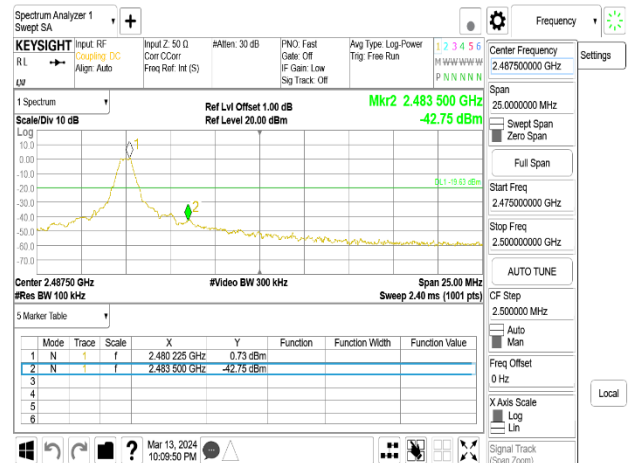 Spectrum Analyzer 1
Swept SA
Frequency
KEYSIGHT
RL
Input: RF
Coupling: DC
Align: Auto
Input Z: 50 Ω
Corr CCorr
Freq Ref: Int (S)
#Atten: 30 dB
PNO: Fast
Gate: Off
IF Gain: Low
Sig Track: Off
Avg Type: Log-Power
Trig: Free Run
1 2 3 4 5 6
M W W W W W
P N N N N N
Center Frequency
2.487500000 GHz
Settings
1 Spectrum
Scale/Div 10 dB
Ref Lvl Offset 1.00 dB
Ref Level 20.00 dBm
Mkr2 2.483 500 GHz
-42.75 dBm
Log
10.0
0.00
-10.0
-20.0
-30.0
-40.0
-50.0
-60.0
-70.0
1
2
DL1 -19.63 dBm
Center 2.48750 GHz
#Res BW 100 kHz
#Video BW 300 kHz
Span 25.00 MHz
Sweep 2.40 ms (1001 pts)
Span
25.0000000 MHz
Swept Span
Zero Span
Full Span
Start Freq
2.475000000 GHz
Stop Freq
2.500000000 GHz
AUTO TUNE
CF Step
2.500000 MHz
Auto
Man
Freq Offset
0 Hz
X Axis Scale
Log
Lin
Local
Signal Track
(Span Zoom)
5 Marker Table
Mode Trace Scale X Y Function Function Width Function Value
1 N 1 f 2.480 225 GHz 0.73 dBm
2 N 1 f 2.483 500 GHz -42.75 dBm
3
4
5
6
?
Mar 13, 2024
10:09:50 PM